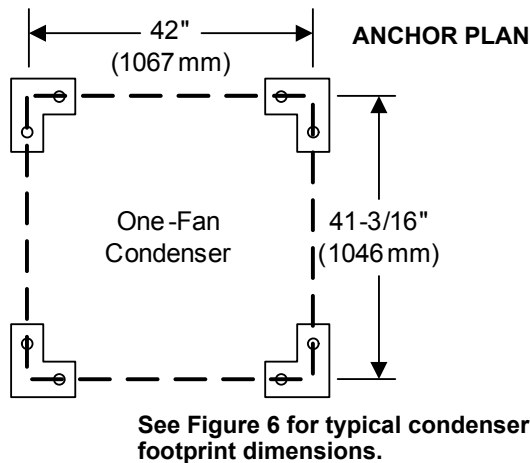 42"
(1067 mm)
ANCHOR PLAN
One-Fan
Condenser
41-3/16"
(1046 mm)
See Figure 6 for typical condenser
footprint dimensions.